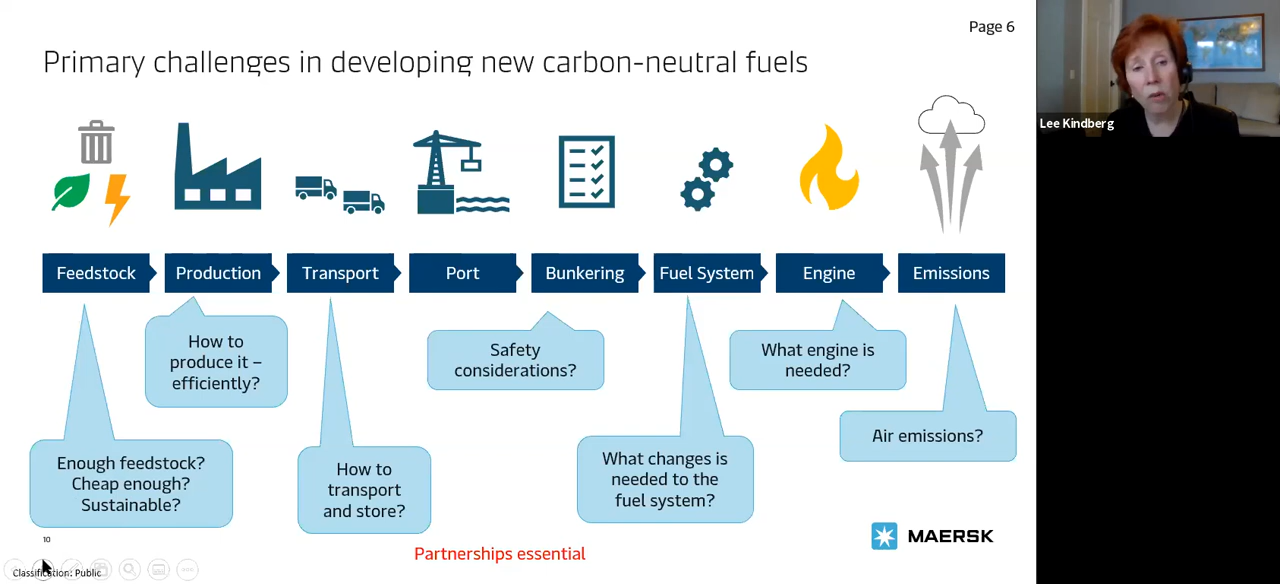 Page 6
Primary challenges in developing new carbon-neutral fuels
Lee Kindberg
Feedstock
Production
Transport
Port
Bunkering
Fuel System
Engine
Emissions
How to
produce it –
efficiently?
Safety
considerations?
What engine is
needed?
Air emissions?
Enough feedstock?
Cheap enough?
Sustainable?
How to
transport
and store?
What changes is
needed to the
fuel system?
10
Partnerships essential
MAERSK
Classification: Public